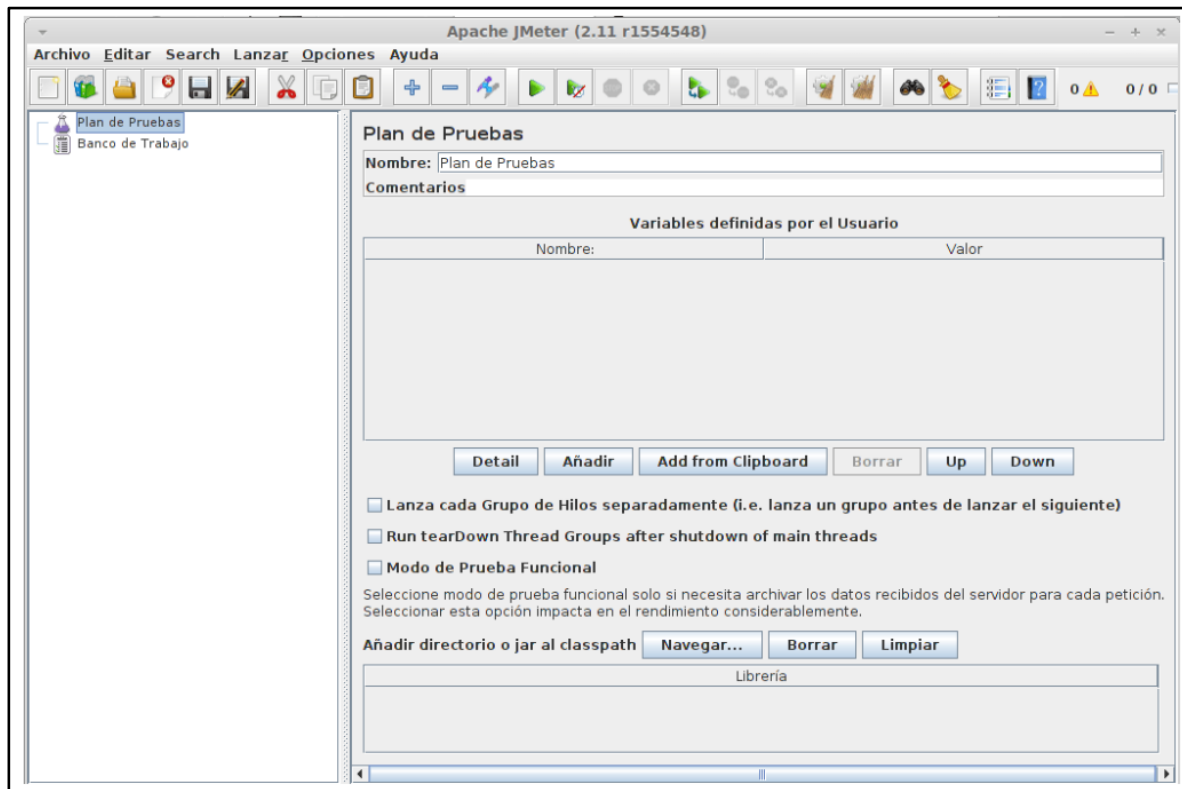 Apache JMeter (2.11 r1554548)
Archivo Editar Search Lanzar Opciones Ayuda
0 0 / 0
Plan de Pruebas
Banco de Trabajo
Plan de Pruebas
Nombre: Plan de Pruebas
Comentarios
Variables definidas por el Usuario
Nombre: Valor
Detail Añadir Add from Clipboard Borrar Up Down
Lanza cada Grupo de Hilos separadamente (i.e. lanza un grupo antes de lanzar el siguiente)
Run tearDown Thread Groups after shutdown of main threads
Modo de Prueba Funcional
Seleccione modo de prueba funcional solo si necesita archivar los datos recibidos del servidor para cada petición.
Seleccionar esta opción impacta en el rendimiento considerablemente.
Añadir directorio o jar al classpath Navegar... Borrar Limpiar
Librería